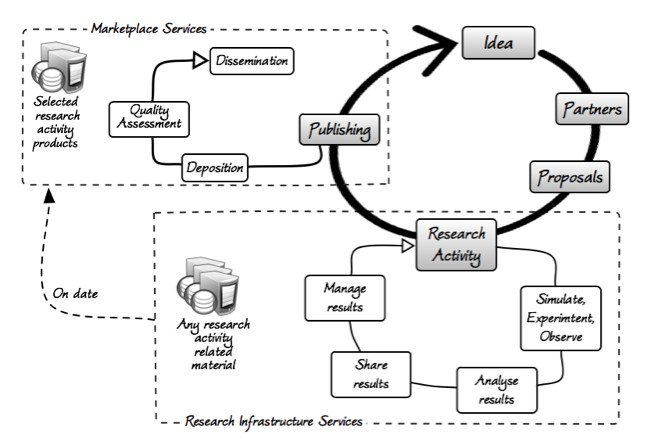 Marketplace Services
Idea
Dissemination
Selected
research
activity
products
Quality
Assessment
Partners
Publishing
Deposition
Proposals
Research
Activity
On date
Any research
activity
related
material
Manage
results
Simulate,
Experimtent,
Observe
Share
results
Analyse
results
Research Infrastructure Services